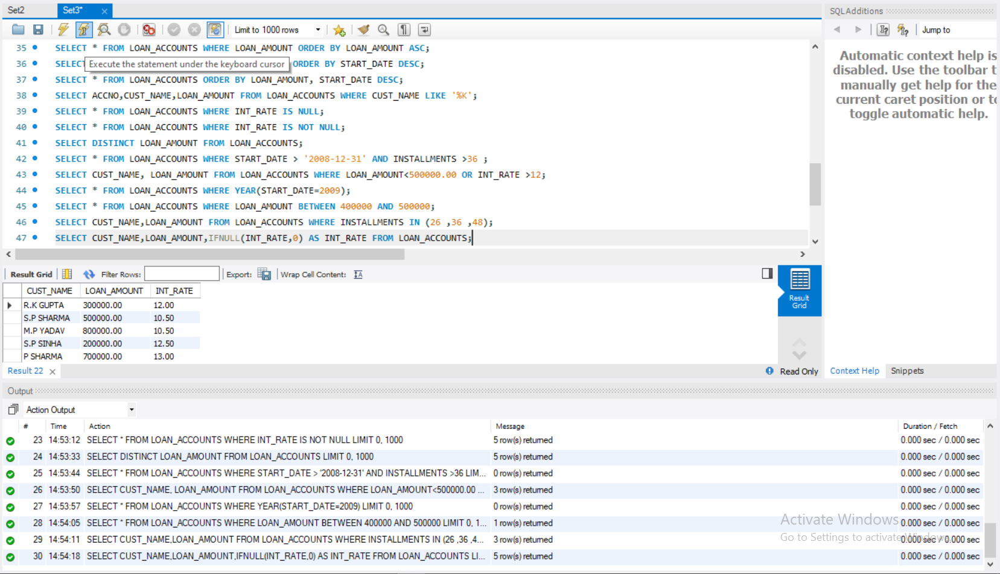 Set2
Set3*
SQLAdditions
Limit to 1000 rows
Jump to
35 SELECT * FROM LOAN_ACCOUNTS WHERE LOAN_AMOUNT ORDER BY LOAN_AMOUNT ASC;
36 SELECT ORDER BY START_DATE DESC;
Execute the statement under the keyboard cursor
37 SELECT * FROM LOAN_ACCOUNTS ORDER BY LOAN_AMOUNT, START_DATE DESC;
38 SELECT ACCNO,CUST_NAME,LOAN_AMOUNT FROM LOAN_ACCOUNTS WHERE CUST_NAME LIKE '%K';
39 SELECT * FROM LOAN_ACCOUNTS WHERE INT_RATE IS NULL;
40 SELECT * FROM LOAN_ACCOUNTS WHERE INT_RATE IS NOT NULL;
41 SELECT DISTINCT LOAN_AMOUNT FROM LOAN_ACCOUNTS;
42 SELECT * FROM LOAN_ACCOUNTS WHERE START_DATE > '2008-12-31' AND INSTALLMENTS >36 ;
43 SELECT CUST_NAME, LOAN_AMOUNT FROM LOAN_ACCOUNTS WHERE LOAN_AMOUNT<500000.00 OR INT_RATE >12;
44 SELECT * FROM LOAN_ACCOUNTS WHERE YEAR(START_DATE=2009);
45 SELECT * FROM LOAN_ACCOUNTS WHERE LOAN_AMOUNT BETWEEN 400000 AND 500000;
46 SELECT CUST_NAME,LOAN_AMOUNT FROM LOAN_ACCOUNTS WHERE INSTALLMENTS IN (26 ,36 ,48);
47 SELECT CUST_NAME,LOAN_AMOUNT,IFNULL(INT_RATE,0) AS INT_RATE FROM LOAN_ACCOUNTS;
Automatic context help is
disabled. Use the toolbar t
manually get help for the
current caret position or to
toggle automatic help.
Result Grid Filter Rows: Export: Wrap Cell Content:
CUST_NAME LOAN_AMOUNT INT_RATE
R.K GUPTA 300000.00 12.00
S.P SHARMA 500000.00 10.50
M.P YADAV 800000.00 10.50
S.P SINHA 200000.00 12.50
P SHARMA 700000.00 13.00
Result
Grid
Result 22
Read Only
Context Help Snippets
Output
Action Output
# Time Action Message Duration / Fetch
23 14:53:12 SELECT * FROM LOAN_ACCOUNTS WHERE INT_RATE IS NOT NULL LIMIT 0, 1000 5 row(s) returned 0.000 sec / 0.000 sec
24 14:53:33 SELECT DISTINCT LOAN_AMOUNT FROM LOAN_ACCOUNTS LIMIT 0, 1000 5 row(s) returned 0.000 sec / 0.000 sec
25 14:53:44 SELECT * FROM LOAN_ACCOUNTS WHERE START_DATE > '2008-12-31' AND INSTALLMENTS >36 LIM... 0 row(s) returned 0.000 sec / 0.000 sec
26 14:53:50 SELECT CUST_NAME, LOAN_AMOUNT FROM LOAN_ACCOUNTS WHERE LOAN_AMOUNT<500000.00 ... 3 row(s) returned 0.000 sec / 0.000 sec
27 14:53:57 SELECT * FROM LOAN_ACCOUNTS WHERE YEAR(START_DATE=2009) LIMIT 0, 1000 0 row(s) returned 0.000 sec / 0.000 sec
28 14:54:05 SELECT * FROM LOAN_ACCOUNTS WHERE LOAN_AMOUNT BETWEEN 400000 AND 500000 LIMIT 0, 1... 1 row(s) returned 0.000 sec / 0.000 sec
29 14:54:11 SELECT CUST_NAME,LOAN_AMOUNT FROM LOAN_ACCOUNTS WHERE INSTALLMENTS IN (26 ,36 ,4... 3 row(s) returned 0.000 sec / 0.000 sec
30 14:54:18 SELECT CUST_NAME,LOAN_AMOUNT,IFNULL(INT_RATE,0) AS INT_RATE FROM LOAN_ACCOUNTS LI... 5 row(s) returned 0.000 sec / 0.000 sec
Activate Windows
Go to Settings to activate Windows.